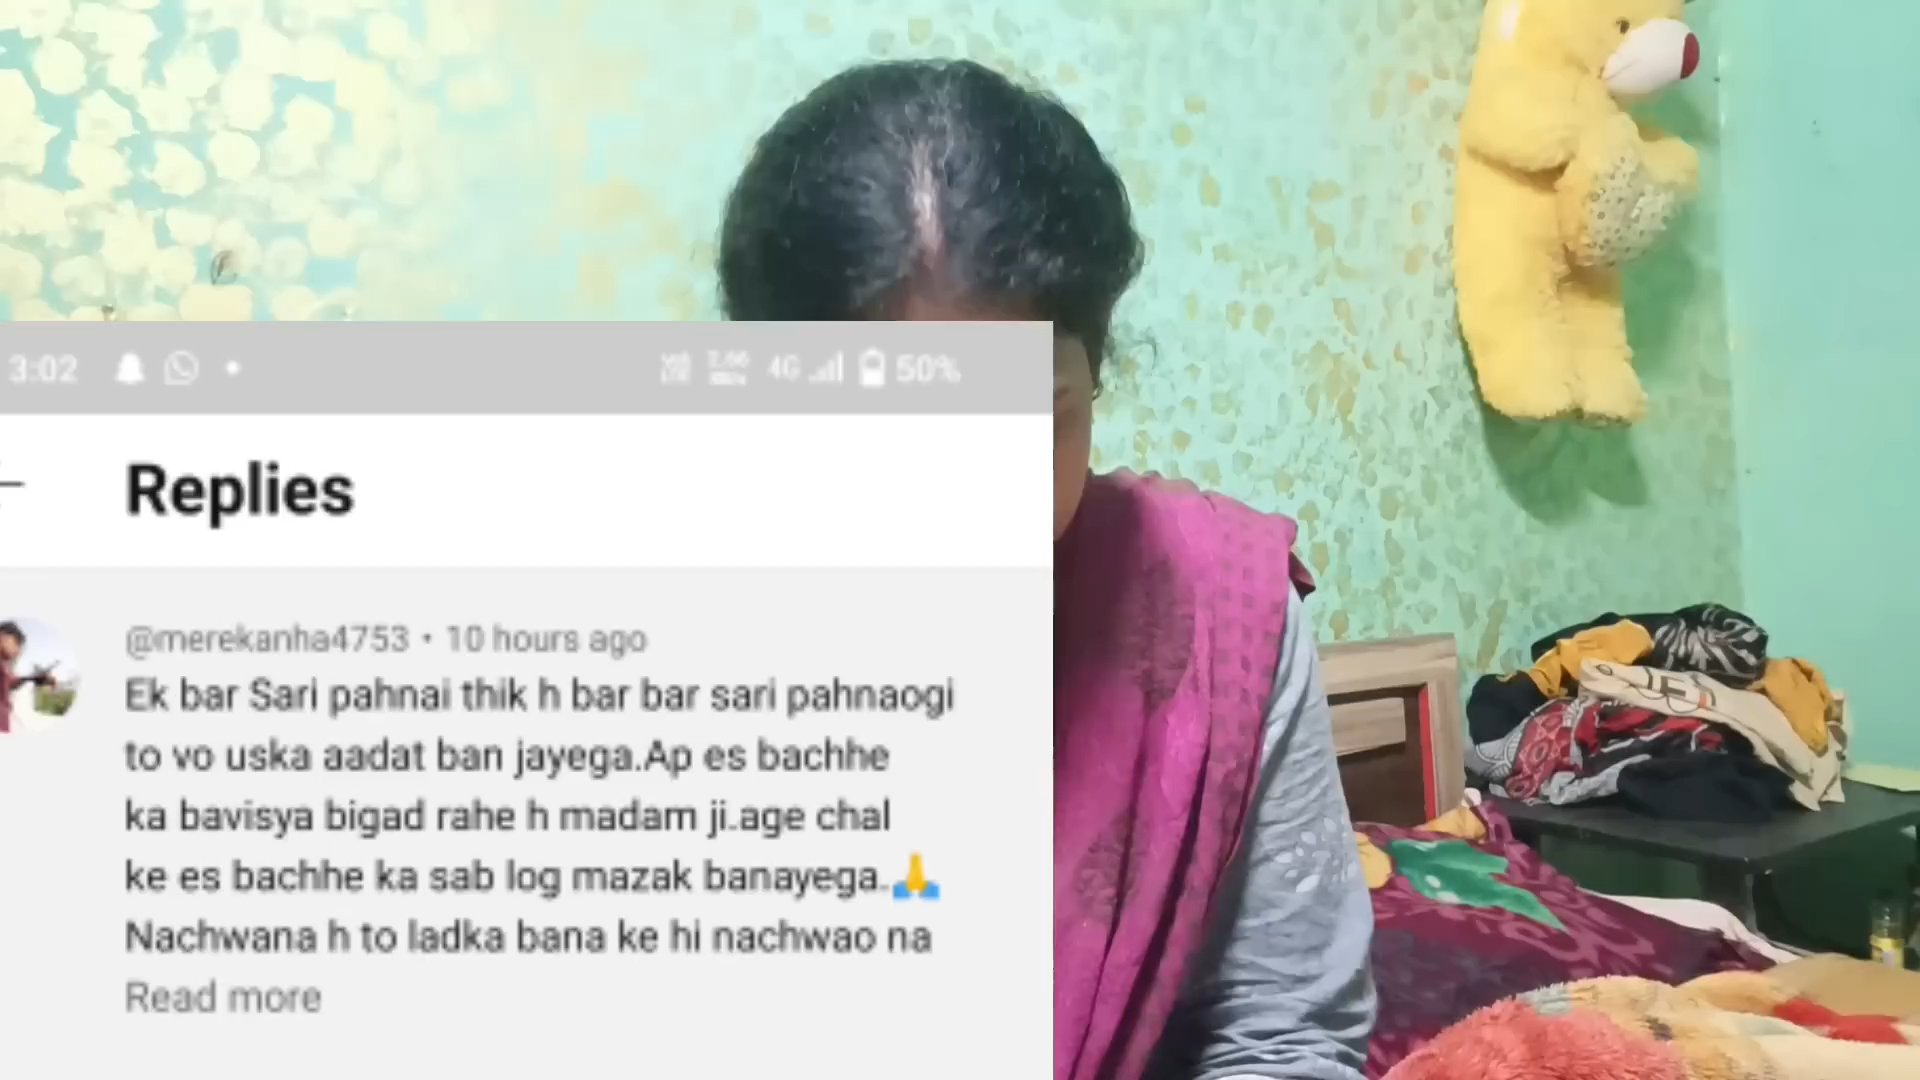 3:02 4G 50%
Replies
@merekanha4753 • 10 hours ago
Ek bar Sari pahnai thik h bar bar sari pahnaogi
to vo uska aadat ban jayega.Ap es bachhe
ka bavisya bigad rahe h madam ji.age chal
ke es bachhe ka sab log mazak banayega.🙏
Nachwana h to ladka bana ke hi nachwao na
Read more